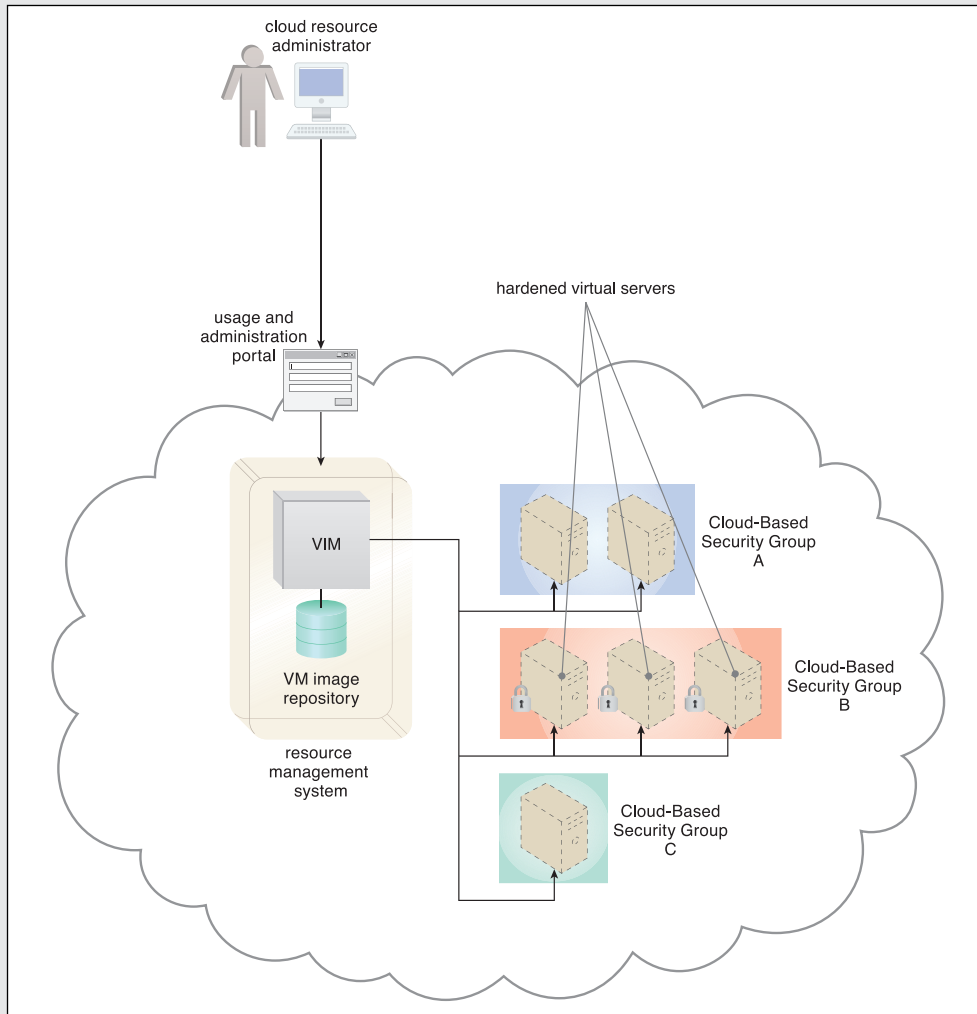 cloud resource
administrator
hardened virtual servers
usage and
administration
portal
VIM
Cloud-Based
Security Group
A
VM image
repository
Cloud-Based
Security Group
B
resource
management
system
Cloud-Based
Security Group
C